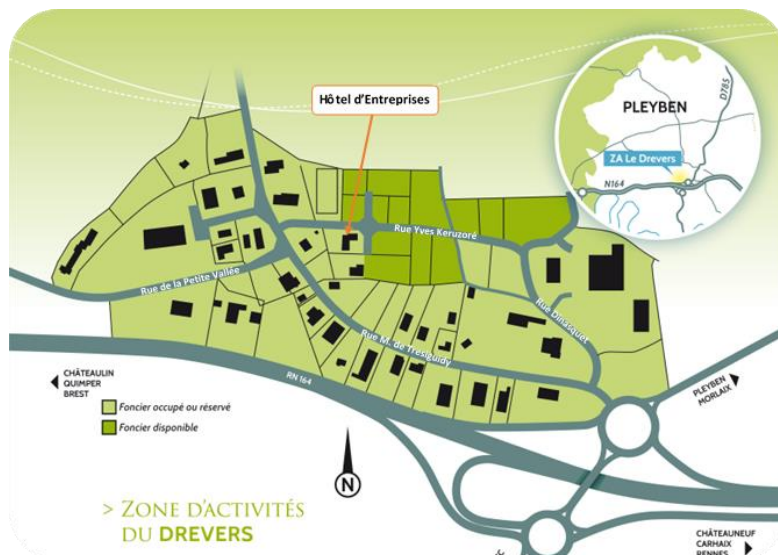 Hôtel d'Entreprises
PLEYBEN
D785
ZA Le Drevers
N164
Rue Yves Keruzoré
Rue de la Petite Vallée
Rue Dinasquet
Rue M. de Tresiguidy
RN 164
CHÂTEAULIN
QUIMPER
BREST
PLEYBEN
MORLAIX
Foncier occupé ou réservé
Foncier disponible
N
> ZONE D'ACTIVITÉS
DU DREVERS
CHÂTEAUNEUF
CARHAIX
RENNES